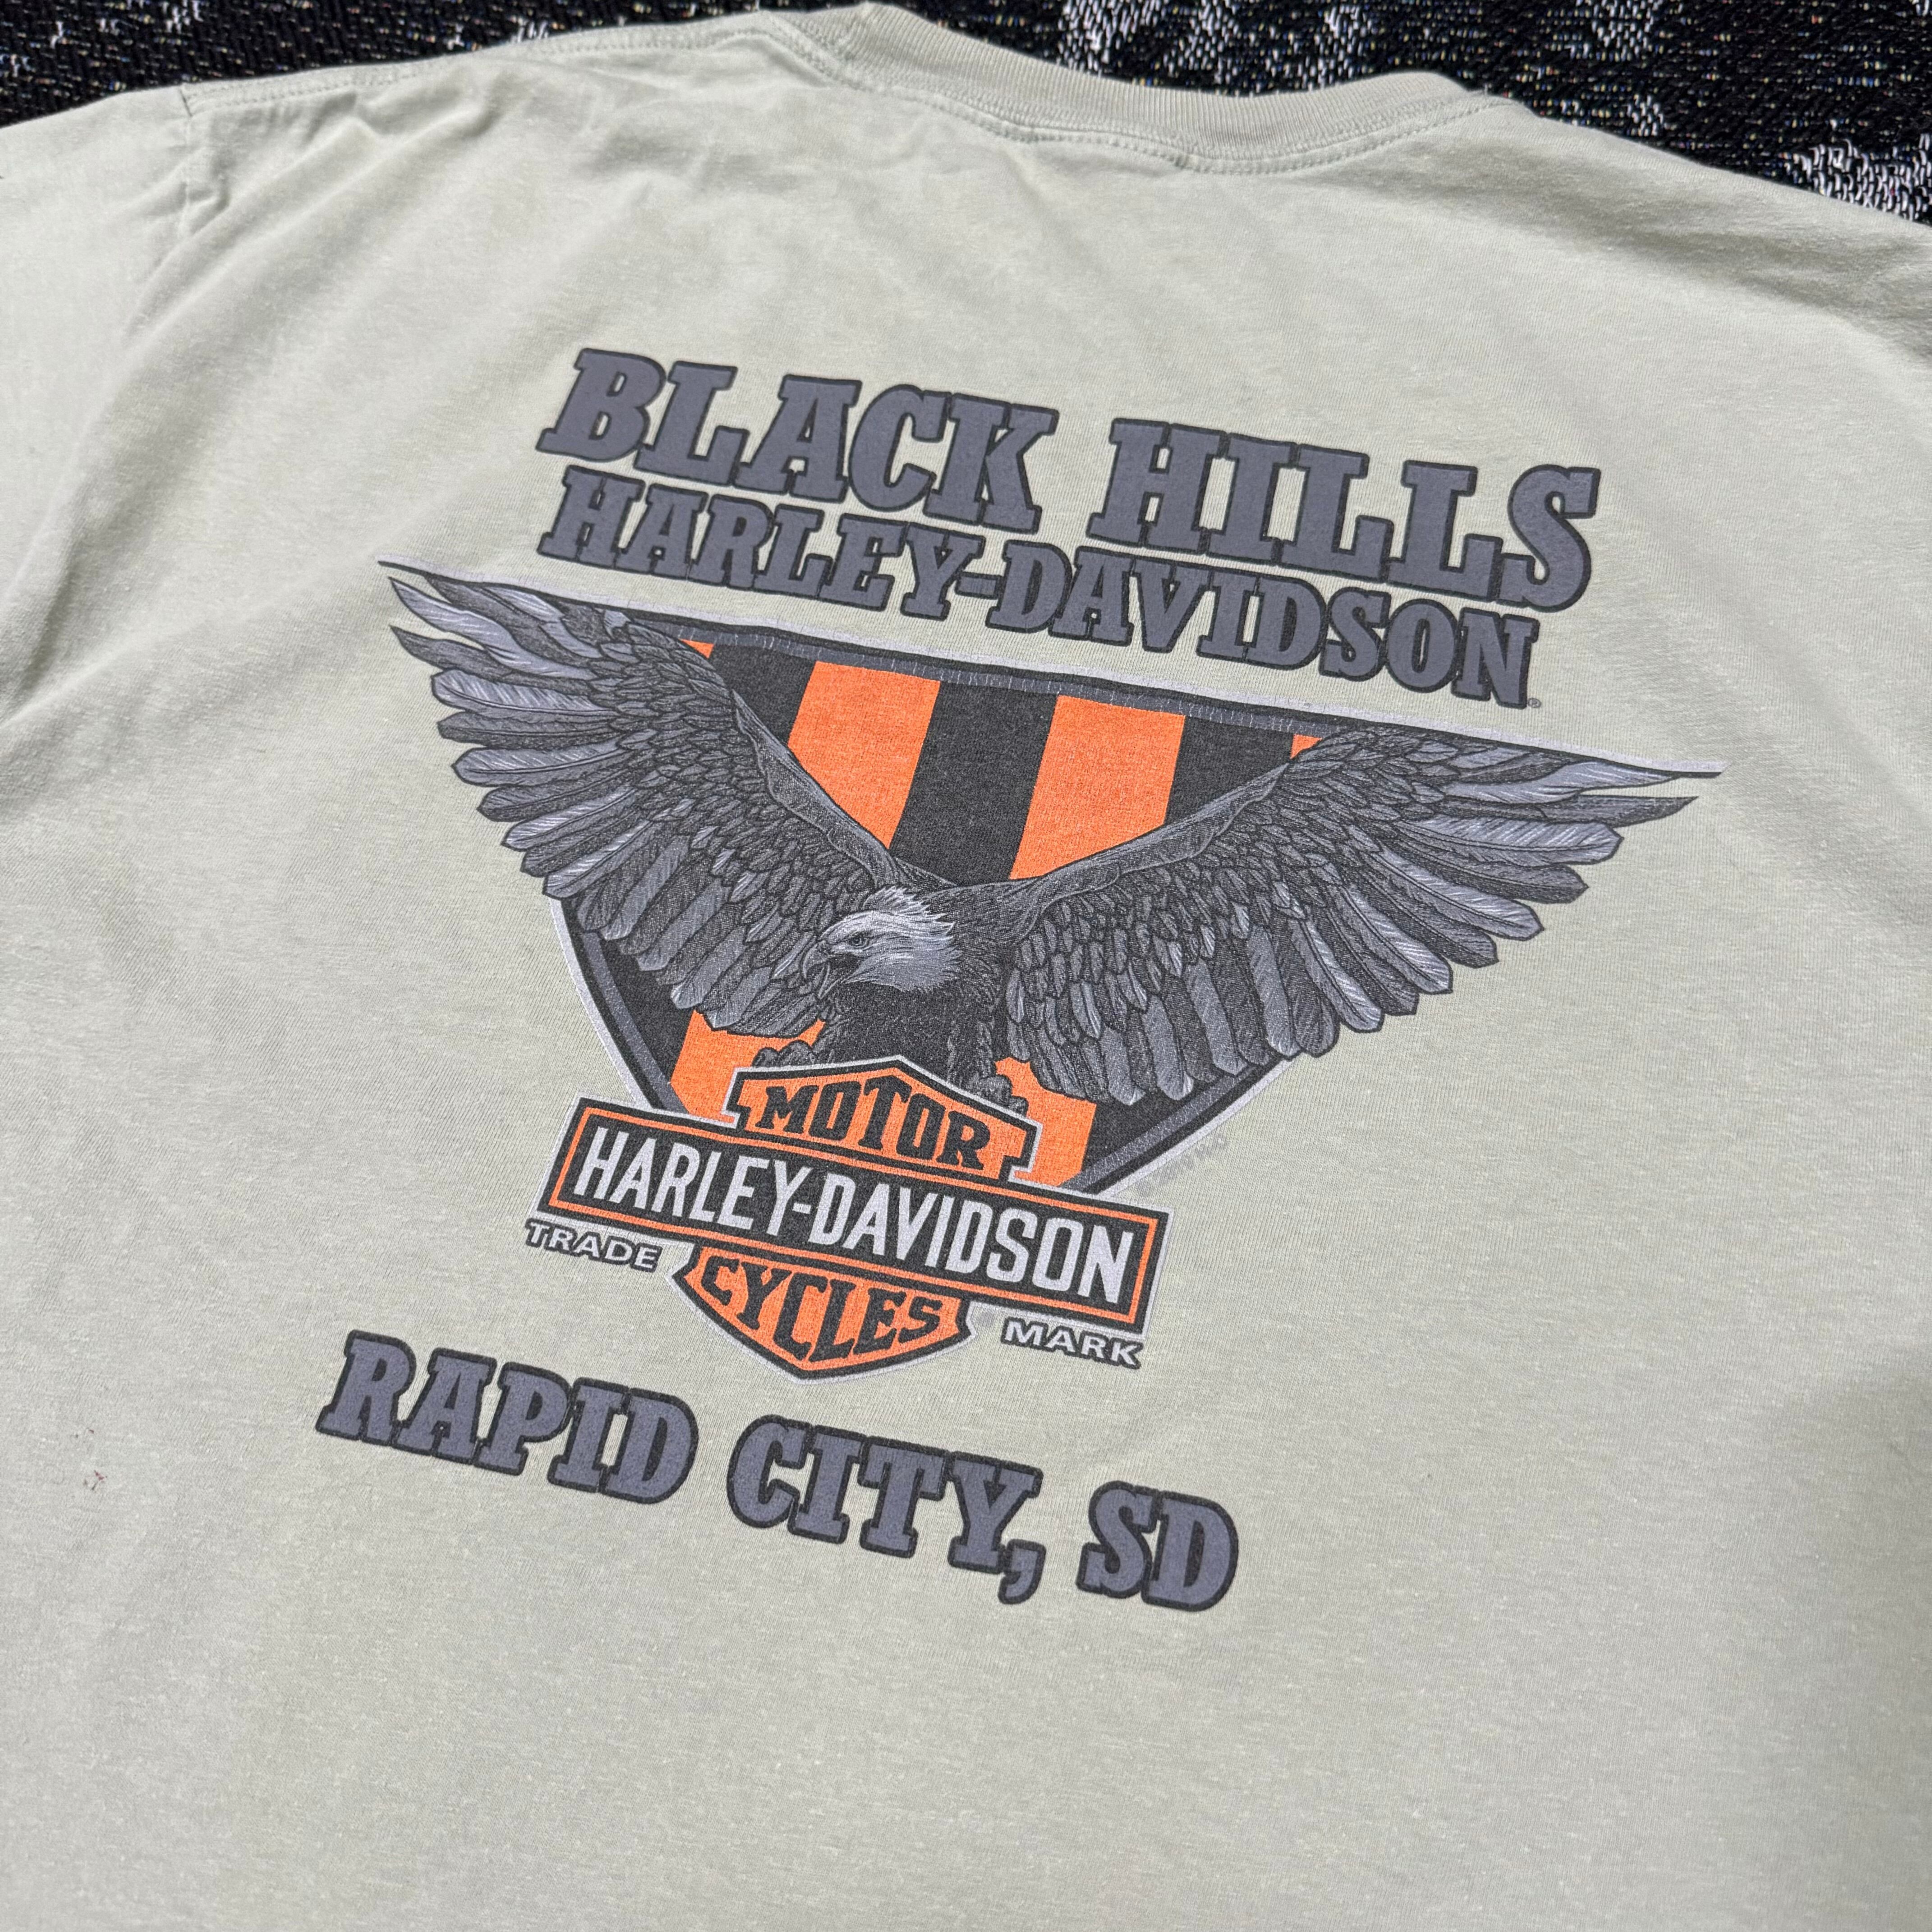 BLACK HILLS
HARLEY-DAVIDSON®
MOTOR
HARLEY-DAVIDSON
TRADE MARK
CYCLES
RAPID CITY, SD